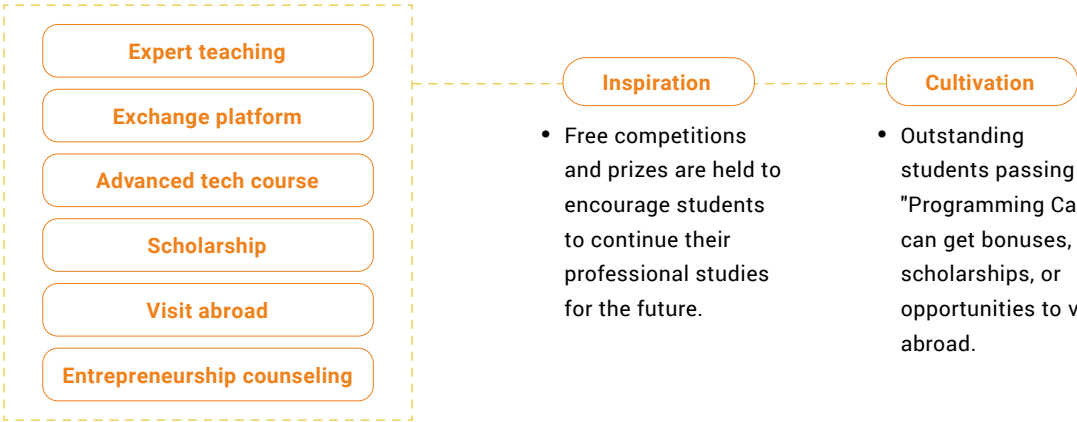 Expert teaching
Exchange platform
Advanced tech course
Scholarship
Visit abroad
Entrepreneurship counseling
Inspiration
• Free competitions
and prizes are held to
encourage students
to continue their
professional studies
for the future.
Cultivation
• Outstanding
students passing
"Programming
can get bonuses,
scholarships, or
opportunities to
abroad.